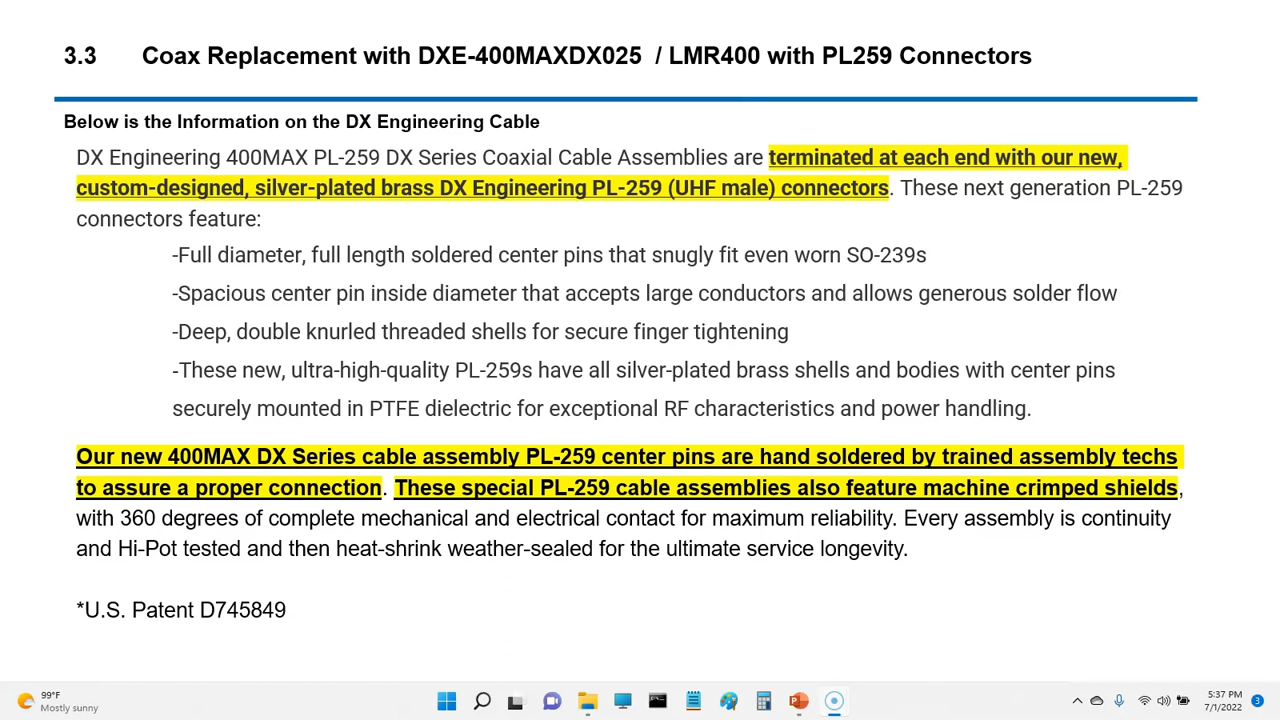 3.3 Coax Replacement with DXE-400MAXDX025 / LMR400 with PL259 Connectors
Below is the Information on the DX Engineering Cable
DX Engineering 400MAX PL-259 DX Series Coaxial Cable Assemblies are terminated at each end with our new,
custom-designed, silver-plated brass DX Engineering PL-259 (UHF male) connectors. These next generation PL-259
connectors feature:
-Full diameter, full length soldered center pins that snugly fit even worn SO-239s
-Spacious center pin inside diameter that accepts large conductors and allows generous solder flow
-Deep, double knurled threaded shells for secure finger tightening
-These new, ultra-high-quality PL-259s have all silver-plated brass shells and bodies with center pins
securely mounted in PTFE dielectric for exceptional RF characteristics and power handling.
Our new 400MAX DX Series cable assembly PL-259 center pins are hand soldered by trained assembly techs
to assure a proper connection. These special PL-259 cable assemblies also feature machine crimped shields,
with 360 degrees of complete mechanical and electrical contact for maximum reliability. Every assembly is continuity
and Hi-Pot tested and then heat-shrink weather-sealed for the ultimate service longevity.
*U.S. Patent D745849
99°F
Mostly sunny
5:37 PM
7/1/2022
3